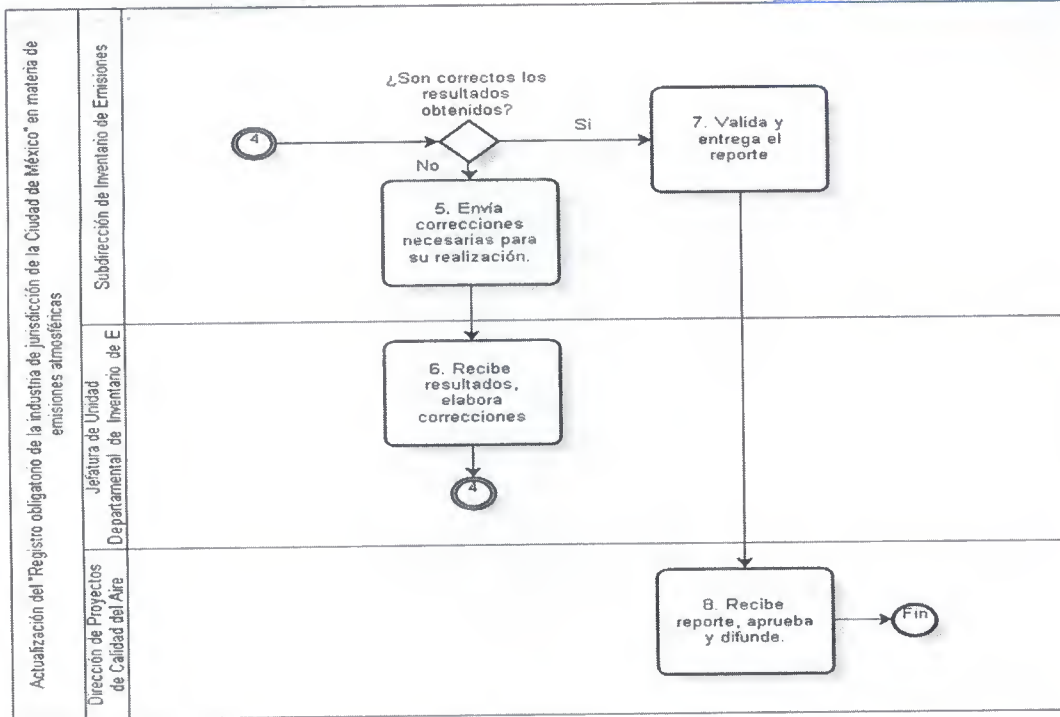 Actualización del "Registro obligatorio de la industria de jurisdicción de la Ciudad de México" en materia de
emisiones atmosféricas
Subdirección de Inventario de Emisiones
¿Son correctos los
resultados
obtenidos?
4
Si
No
7. Valida y
entrega el
reporte
5. Envía
correcciones
necesarias para
su realización.
Jefatura de Unidad
Departamental de Inventario de E
6. Recibe
resultados,
elabora
correcciones
4
Dirección de Proyectos
de Calidad del Aire
8. Recibe
reporte, aprueba
y difunde.
Fin